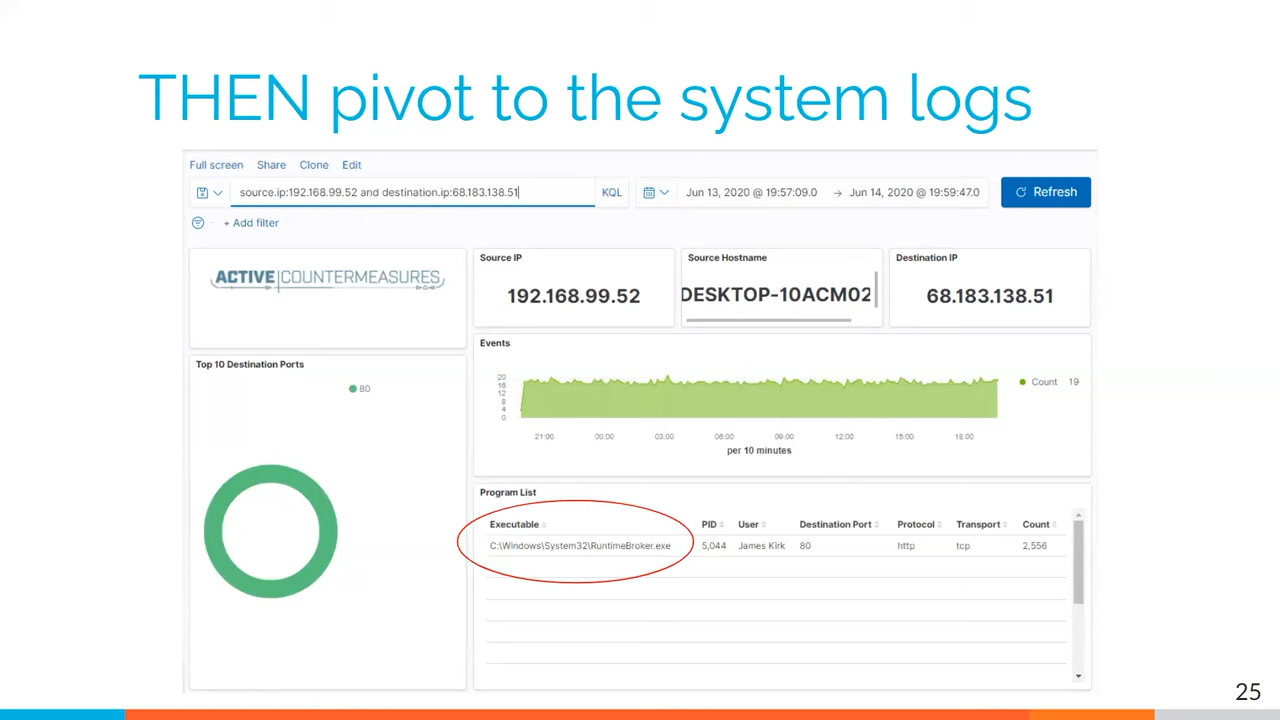 THEN pivot to the system logs
Full screen Share Clone Edit
source.ip:192.168.99.52 and destination.ip:68.183.138.51 KQL Jun 13, 2020 @ 19:57:09.0 → Jun 14, 2020 @ 19:59:47.0 Refresh
+ Add filter
ACTIVE COUNTERMEASURES
Source IP
192.168.99.52
Source Hostname
DESKTOP-10ACM02
Destination IP
68.183.138.51
Top 10 Destination Ports
80
Events
20
16
12
8
4
0
21:00 00:00 03:00 06:00 09:00 12:00 15:00 18:00
per 10 minutes
Count 19
Program List
Executable PID User Destination Port Protocol Transport Count
C:\Windows\System32\RuntimeBroker.exe 5,044 James Kirk 80 http tcp 2,556
25